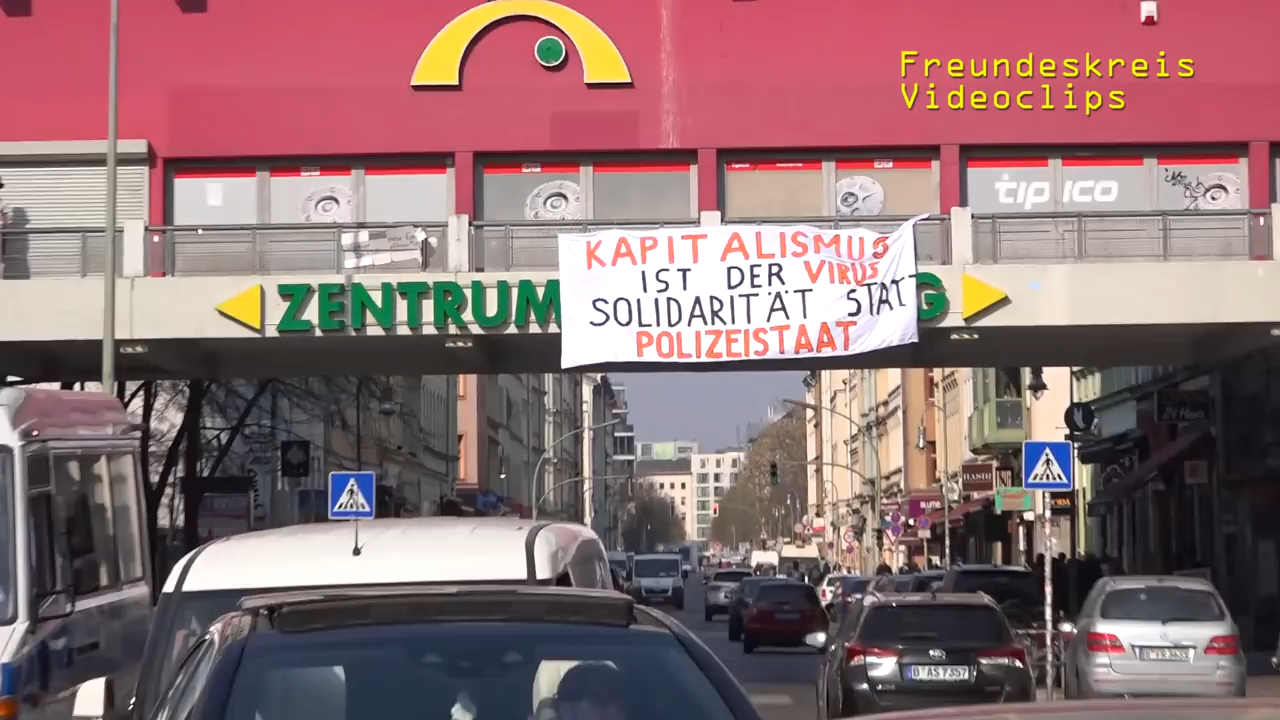 Freundeskreis
Videoclips
tipico
KAPITALISMUS
IST DER VIRUS
SOLIDARITÄT STATT
POLIZEISTAAT
ZENTRUM G
B AS 7357